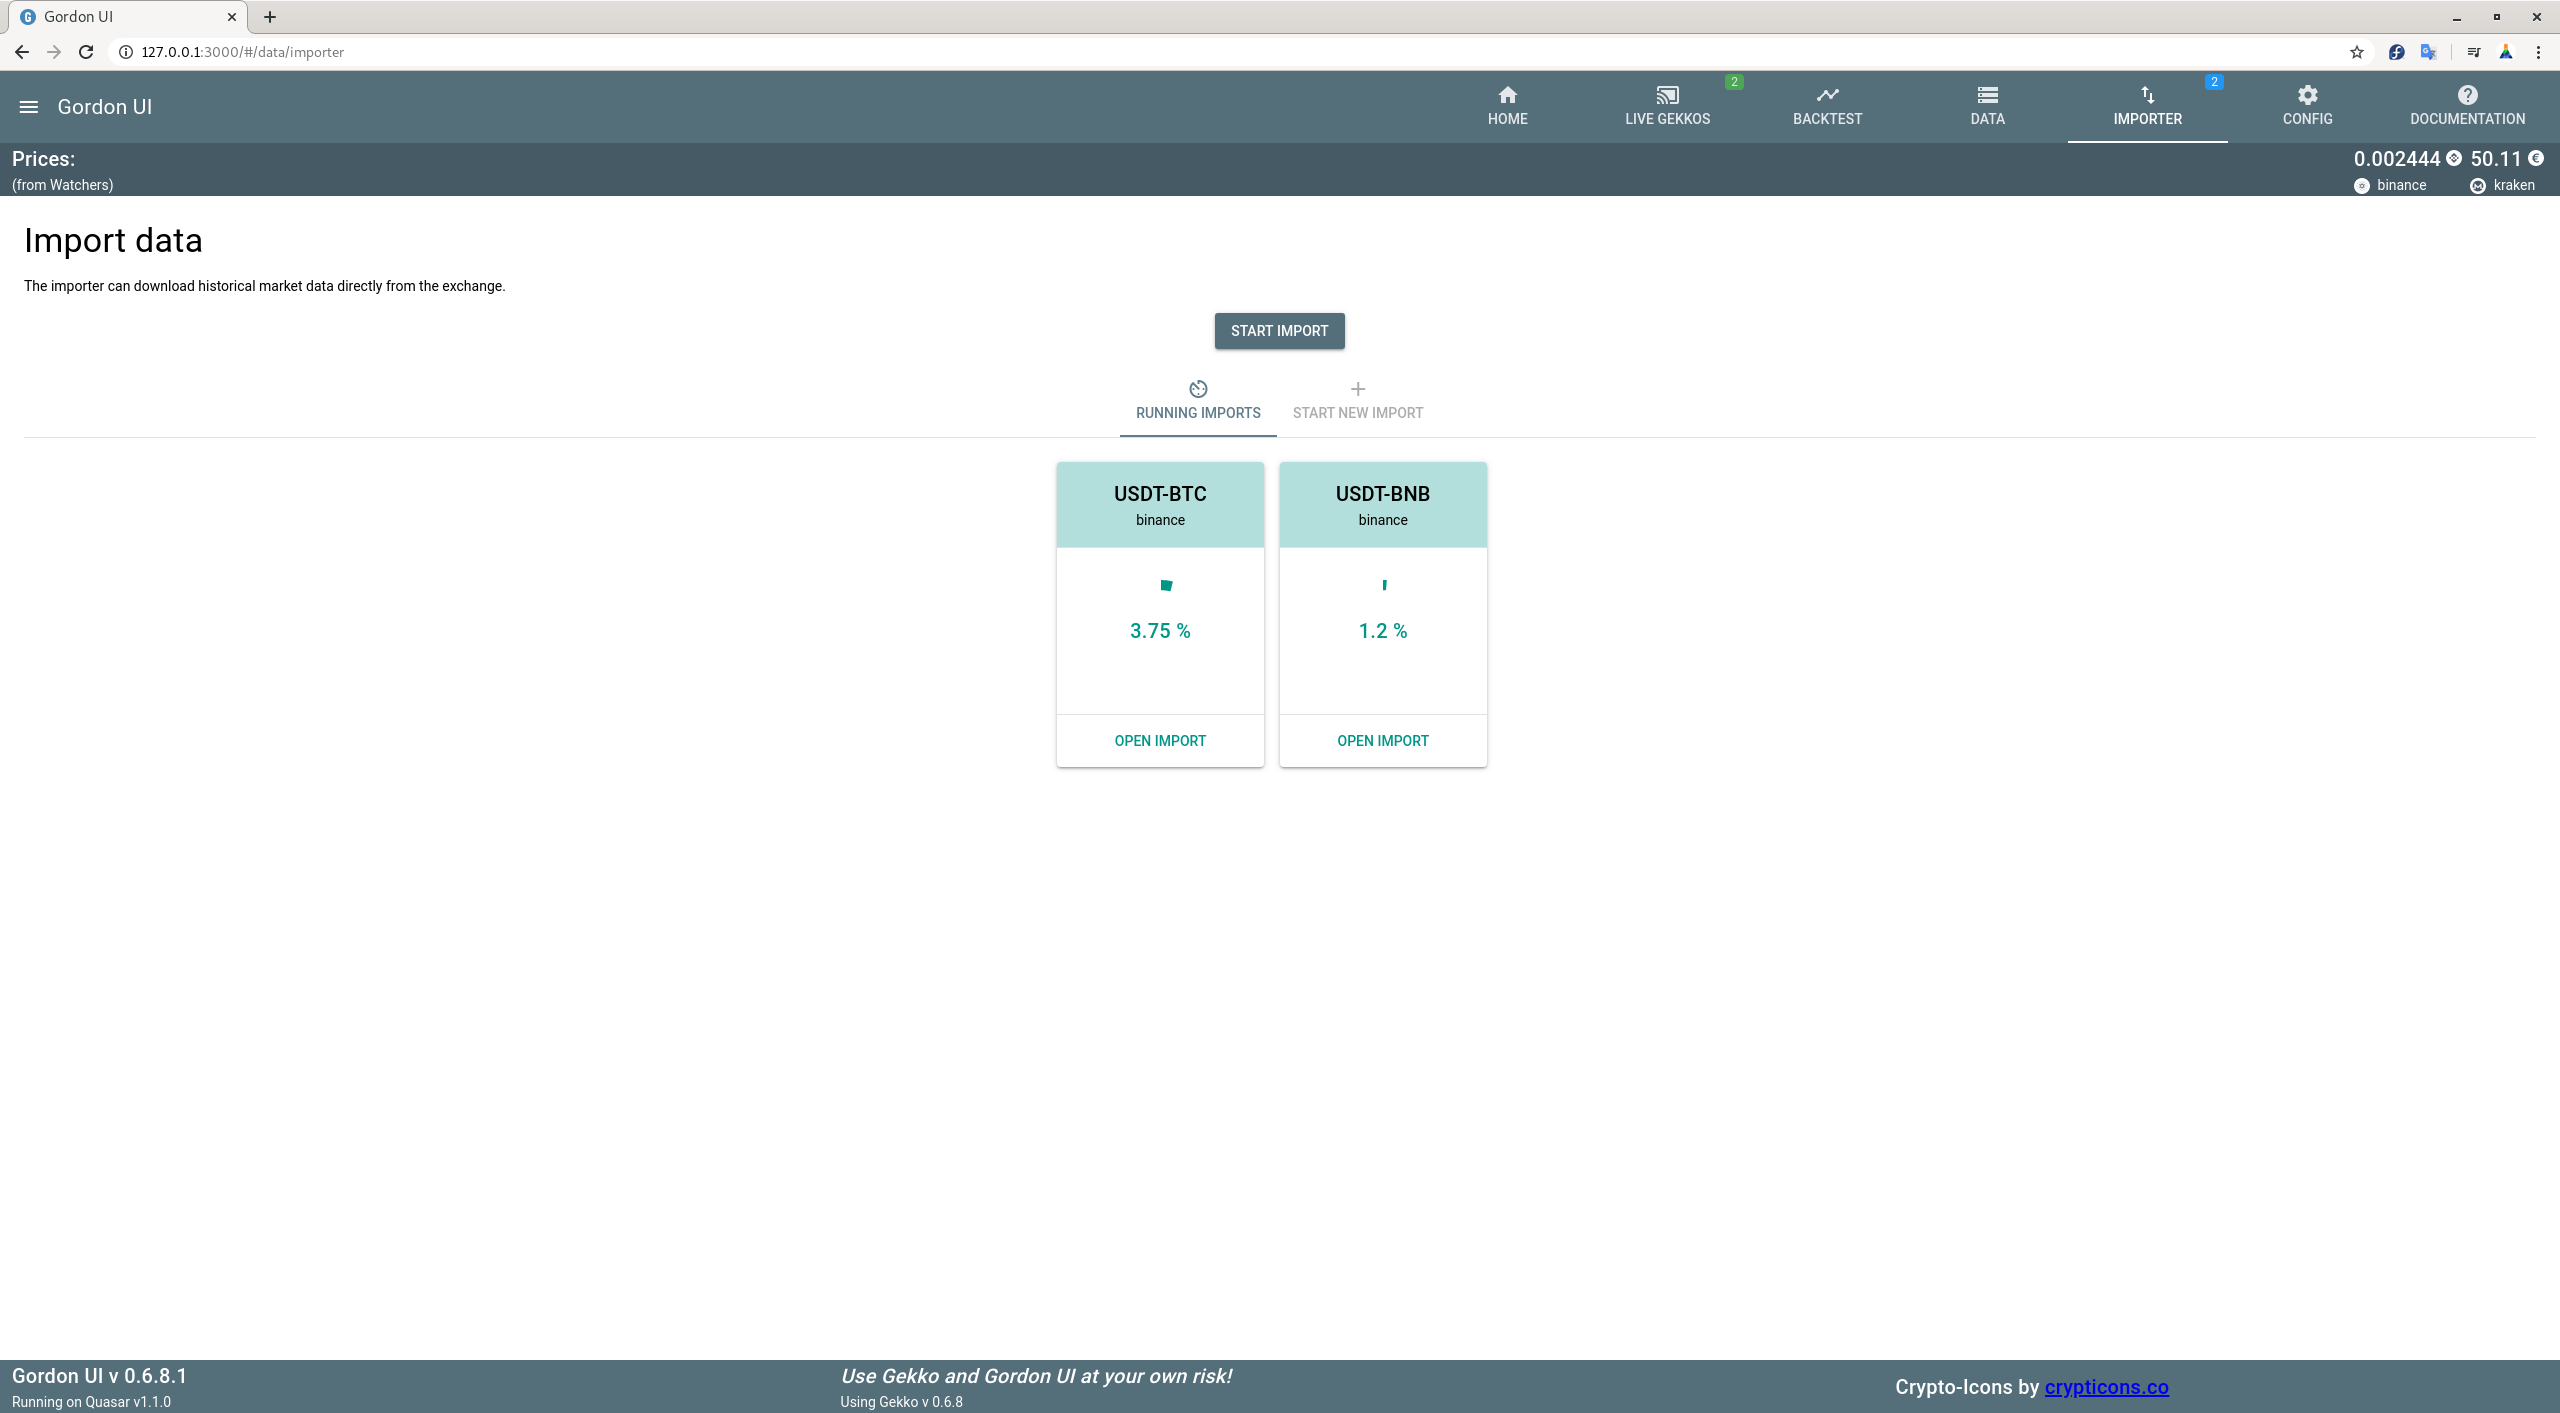 Gordon UI
127.0.0.1:3000/#/data/importer
Gordon UI
HOME
LIVE GEKKOS
2
BACKTEST
DATA
IMPORTER
2
CONFIG
DOCUMENTATION
Prices:
(from Watchers)
0.002444
binance
50.11 €
kraken
Import data
The importer can download historical market data directly from the exchange.
START IMPORT
RUNNING IMPORTS
START NEW IMPORT
USDT-BTC
binance
3.75 %
OPEN IMPORT
USDT-BNB
binance
1.2 %
OPEN IMPORT
Gordon UI v 0.6.8.1
Running on Quasar v1.1.0
Use Gekko and Gordon UI at your own risk!
Using Gekko v 0.6.8
Crypto-Icons by crypticons.co